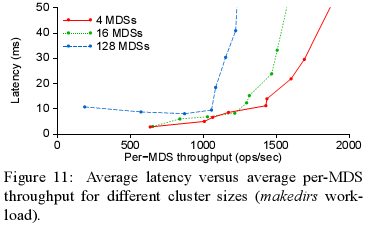 50
40
30
20
10
0
Latency (ms)
4 MDSs
16 MDSs
128 MDSs
0 500 1000 1500 2000
Per−MDS throughput (ops/sec)
Figure 11: Average latency versus average per-MDS
throughput for different cluster sizes (makedirs work-
load).